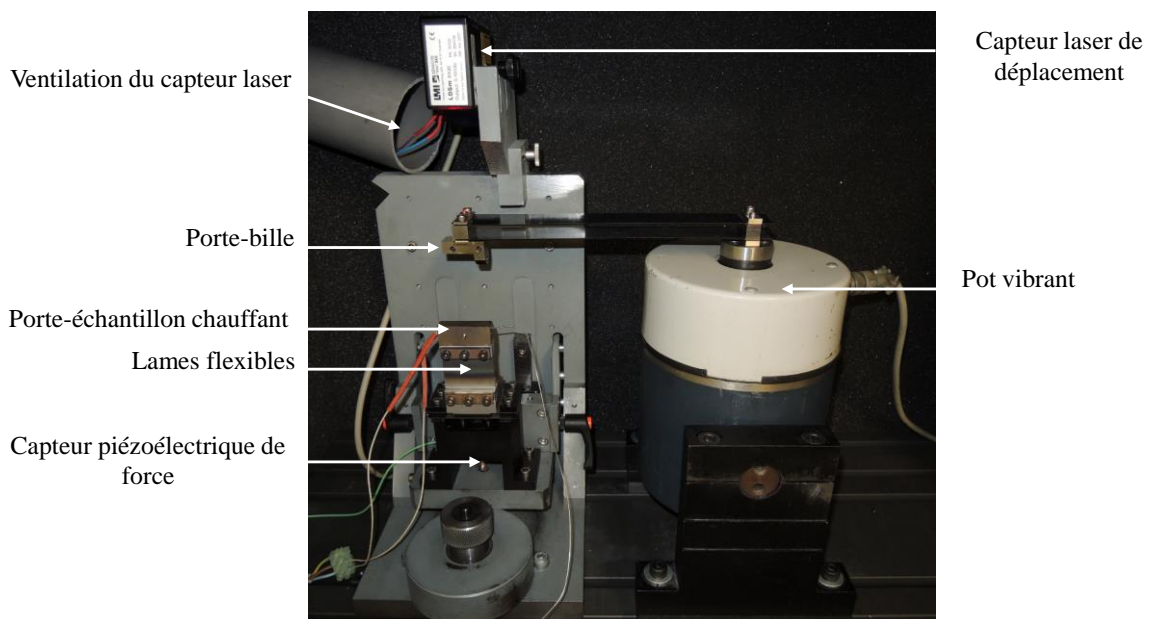 Capteur laser de
déplacement
Ventilation du capteur laser
LMI
Porte-bille
Pot vibrant
Porte-échantillon chauffant
Lames flexibles
Capteur piézoélectrique de
force